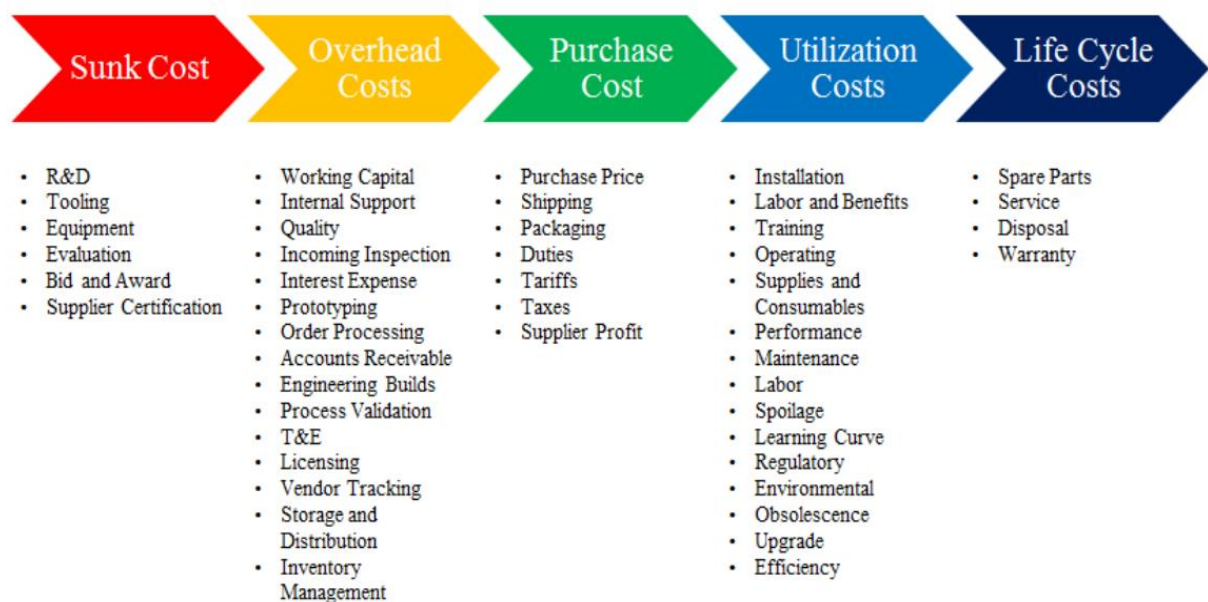 Sunk Cost
Overhead
Costs
Purchase
Cost
Utilization
Costs
Life Cycle
Costs
• R&D
• Tooling
• Equipment
• Evaluation
• Bid and Award
• Supplier Certification
• Working Capital
• Internal Support
• Quality
• Incoming Inspection
• Interest Expense
• Prototyping
• Order Processing
• Accounts Receivable
• Engineering Builds
• Process Validation
• T&E
• Licensing
• Vendor Tracking
• Storage and
Distribution
• Inventory
Management
• Purchase Price
• Shipping
• Packaging
• Duties
• Tariffs
• Taxes
• Supplier Profit
• Installation
• Labor and Benefits
• Training
• Operating
• Supplies and
Consumables
• Performance
• Maintenance
• Labor
• Spoilage
• Learning Curve
• Regulatory
• Environmental
• Obsolescence
• Upgrade
• Efficiency
• Spare Parts
• Service
• Disposal
• Warranty